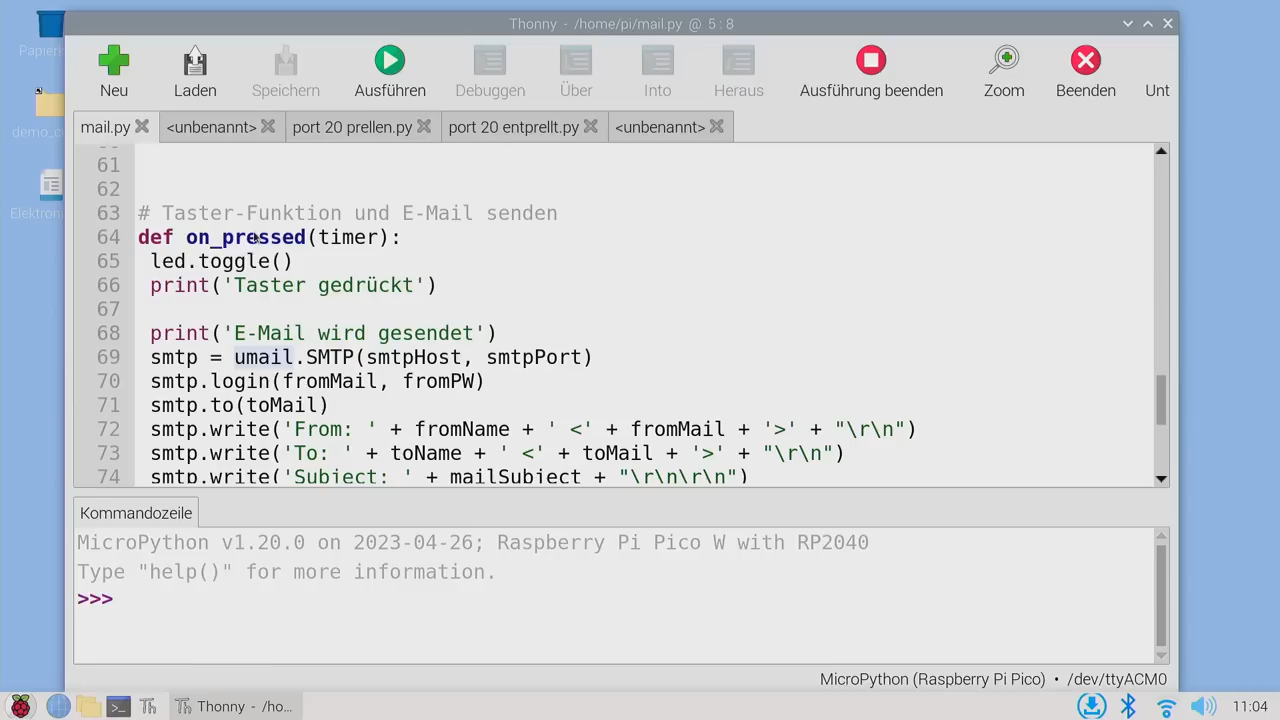 Thonny - /home/pi/mail.py @ 5 : 8
Neu
Laden
Speichern
Ausführen
Debuggen
Über
Into
Heraus
Ausführung beenden
Zoom
Beenden
Unt
mail.py
<unbenannt>
port 20 prellen.py
port 20 entprellt.py
<unbenannt>
61
62
63 # Taster-Funktion und E-Mail senden
64 def on_pressed(timer):
65 led.toggle()
66 print('Taster gedrückt')
67
68 print('E-Mail wird gesendet')
69 smtp = umail.SMTP(smtpHost, smtpPort)
70 smtp.login(fromMail, fromPW)
71 smtp.to(toMail)
72 smtp.write('From: ' + fromName + ' <' + fromMail + '>' + "\r\n")
73 smtp.write('To: ' + toName + ' <' + toMail + '>' + "\r\n")
74 smtp.write('Subject: ' + mailSubject + "\r\n\r\n")
Kommandozeile
MicroPython v1.20.0 on 2023-04-26; Raspberry Pi Pico W with RP2040
Type "help()" for more information.
>>>
MicroPython (Raspberry Pi Pico) • /dev/ttyACM0
Thonny - /ho...
11:04